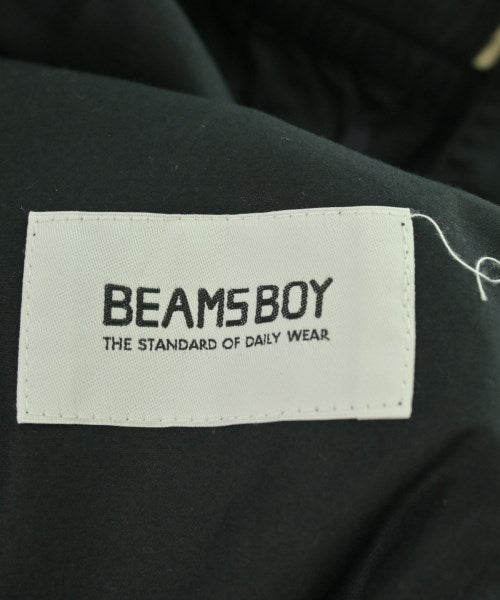 BEAMS BOY
THE STANDARD OF DAILY WEAR